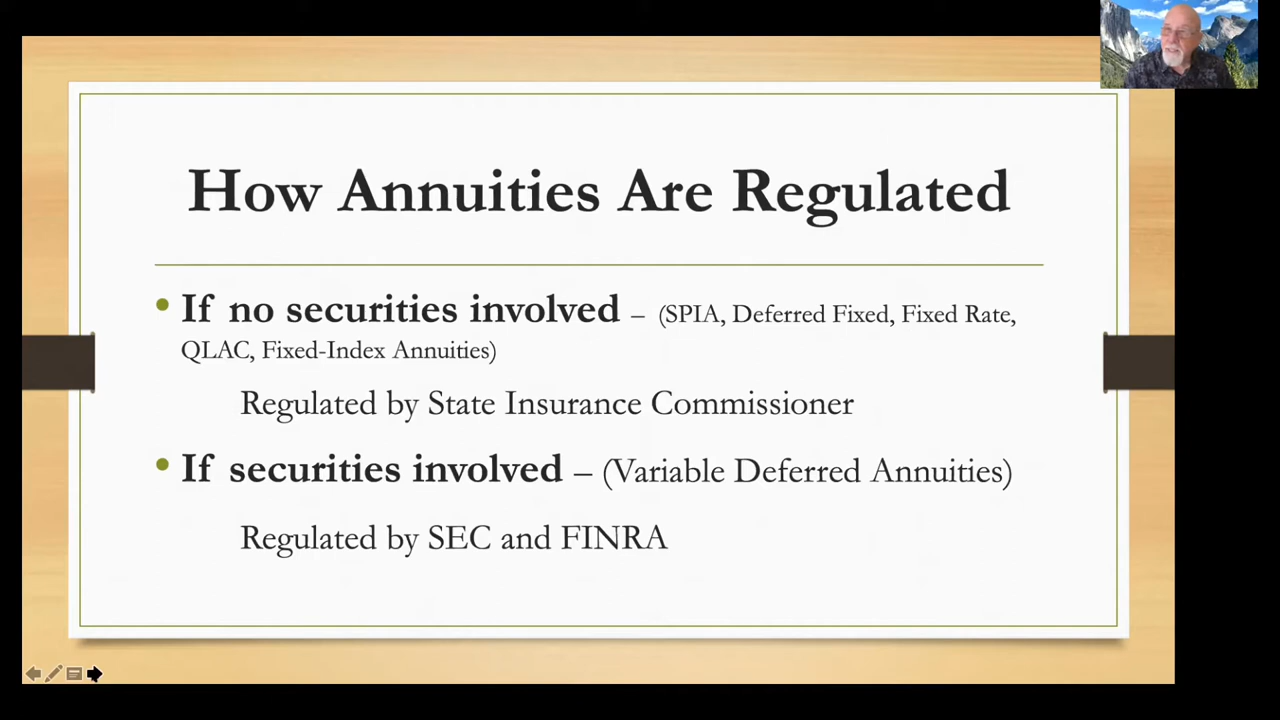 How Annuities Are Regulated
• If no securities involved – (SPIA, Deferred Fixed, Fixed Rate,
QLAC, Fixed-Index Annuities)
Regulated by State Insurance Commissioner
• If securities involved – (Variable Deferred Annuities)
Regulated by SEC and FINRA